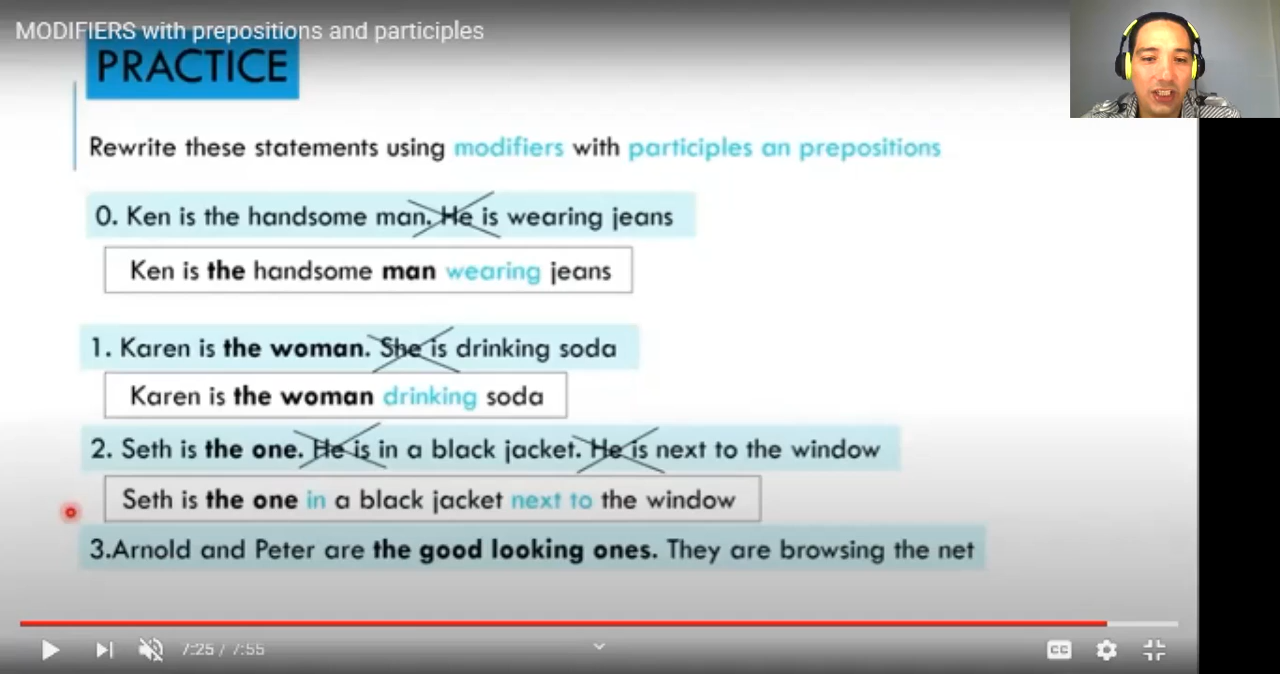 MODIFIERS with prepositions and participles
PRACTICE
Rewrite these statements using modifiers with participles an prepositions
0. Ken is the handsome man. He is wearing jeans
Ken is the handsome man wearing jeans
1. Karen is the woman. She is drinking soda
Karen is the woman drinking soda
2. Seth is the one. He is in a black jacket. He is next to the window
Seth is the one in a black jacket next to the window
3.Arnold and Peter are the good looking ones. They are browsing the net
7:25 / 7:55
CC